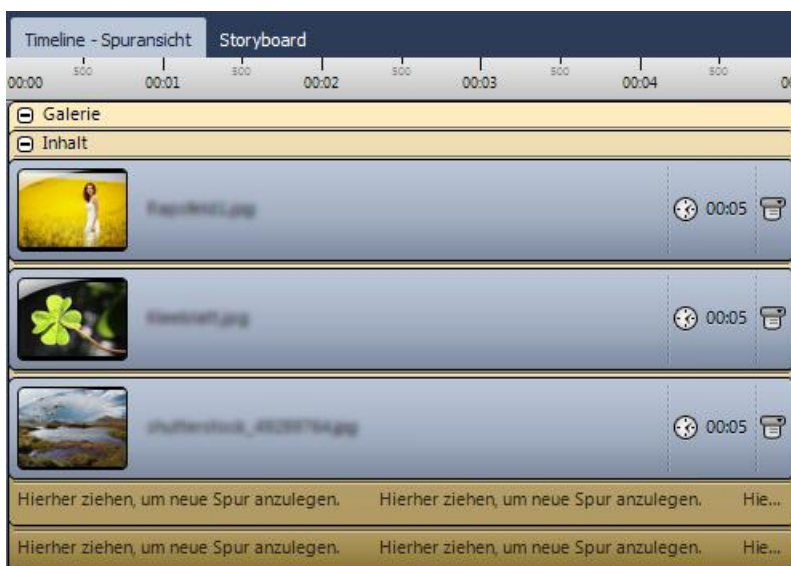 Timeline - Spuransicht Storyboard
500 500 500 500 500
00:00 00:01 00:02 00:03 00:04
Galerie
Inhalt
00:05
00:05
00:05
Hierher ziehen, um neue Spur anzulegen. Hierher ziehen, um neue Spur anzulegen. Hie...
Hierher ziehen, um neue Spur anzulegen. Hierher ziehen, um neue Spur anzulegen. Hie...